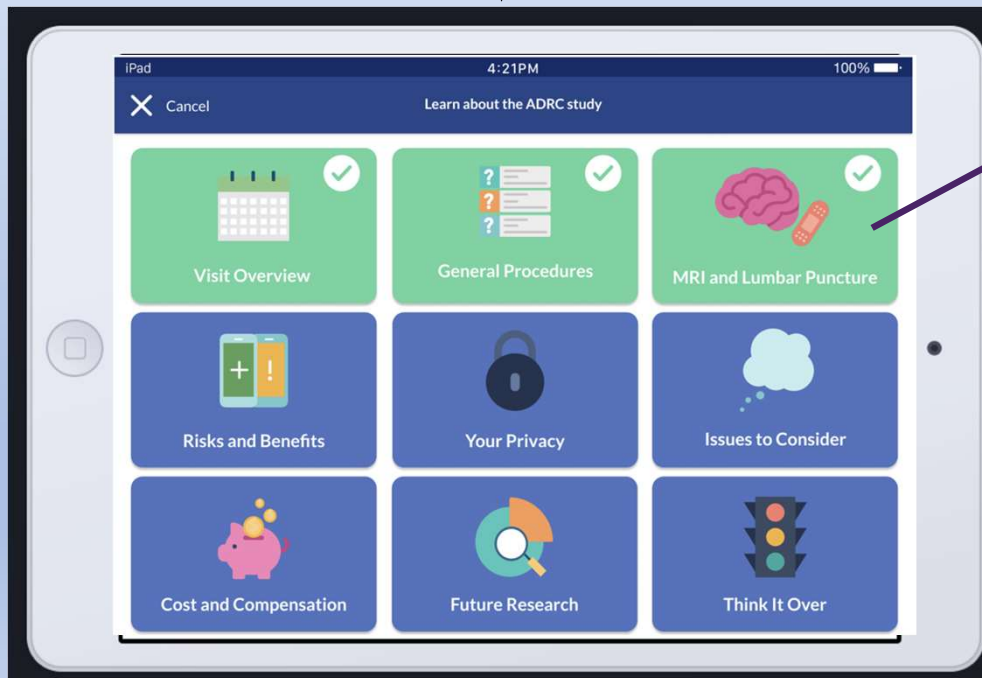 iPad 4:21PM 100%
Cancel Learn about the ADRC study
Visit Overview General Procedures MRI and Lumbar Puncture
Risks and Benefits Your Privacy Issues to Consider
Cost and Compensation Future Research Think It Over